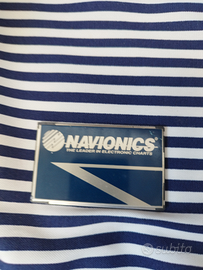 NAVIONICS®
THE LEADER IN ELECTRONIC CHARTS
subito